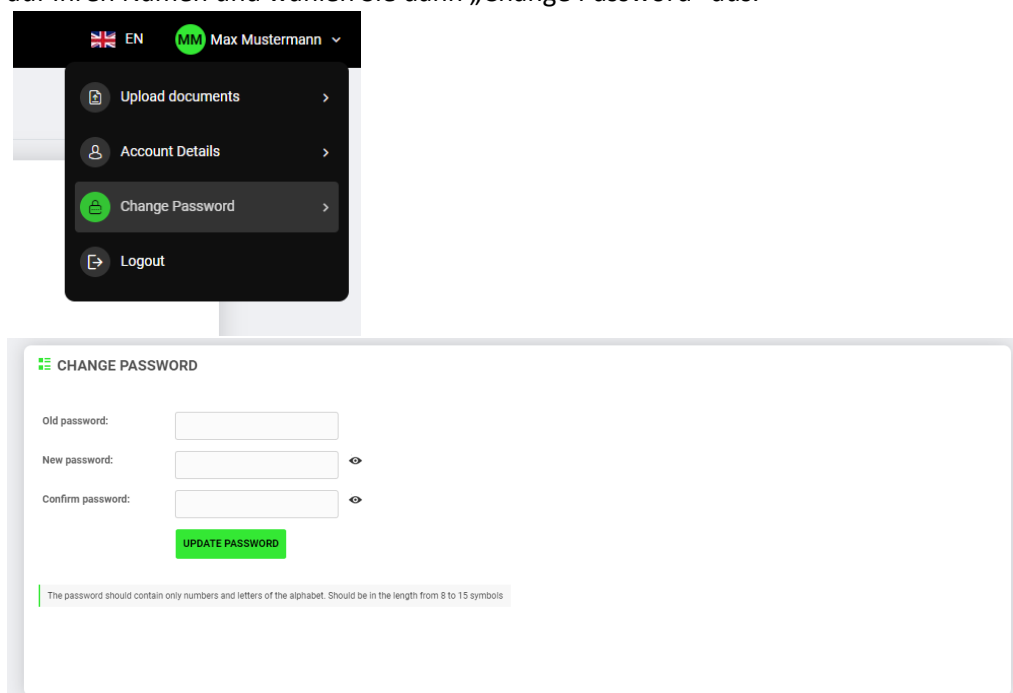 auf Ihren Namen und wählen Sie dann „Change Password“ aus.
EN MM Max Mustermann
Upload documents
Account Details
Change Password
Logout
CHANGE PASSWORD
Old password:
New password:
Confirm password:
UPDATE PASSWORD
The password should contain only numbers and letters of the alphabet. Should be in the length from 8 to 15 symbols